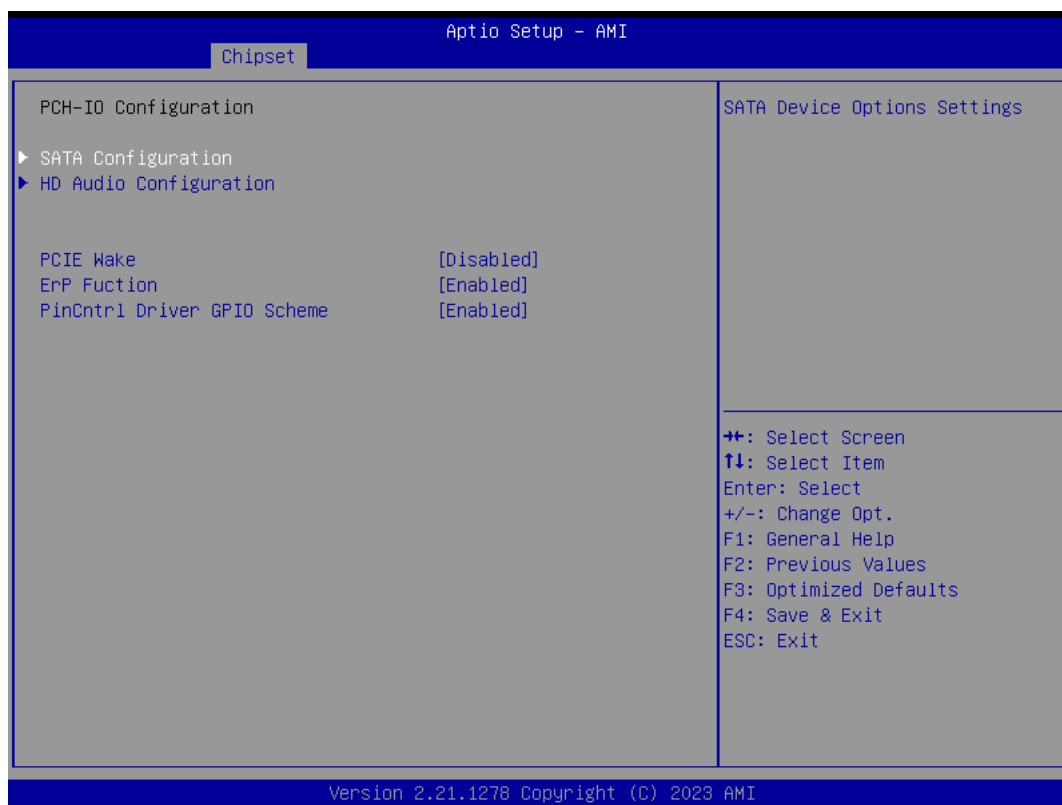 Aptio Setup – AMI
Chipset
PCH-IO Configuration
SATA Configuration
HD Audio Configuration
PCIE Wake [Disabled]
ErP Fuction [Enabled]
PinCntrl Driver GPIO Scheme [Enabled]
SATA Device Options Settings
→←: Select Screen
↑↓: Select Item
Enter: Select
+/-: Change Opt.
F1: General Help
F2: Previous Values
F3: Optimized Defaults
F4: Save & Exit
ESC: Exit
Version 2.21.1278 Copyright (C) 2023 AMI